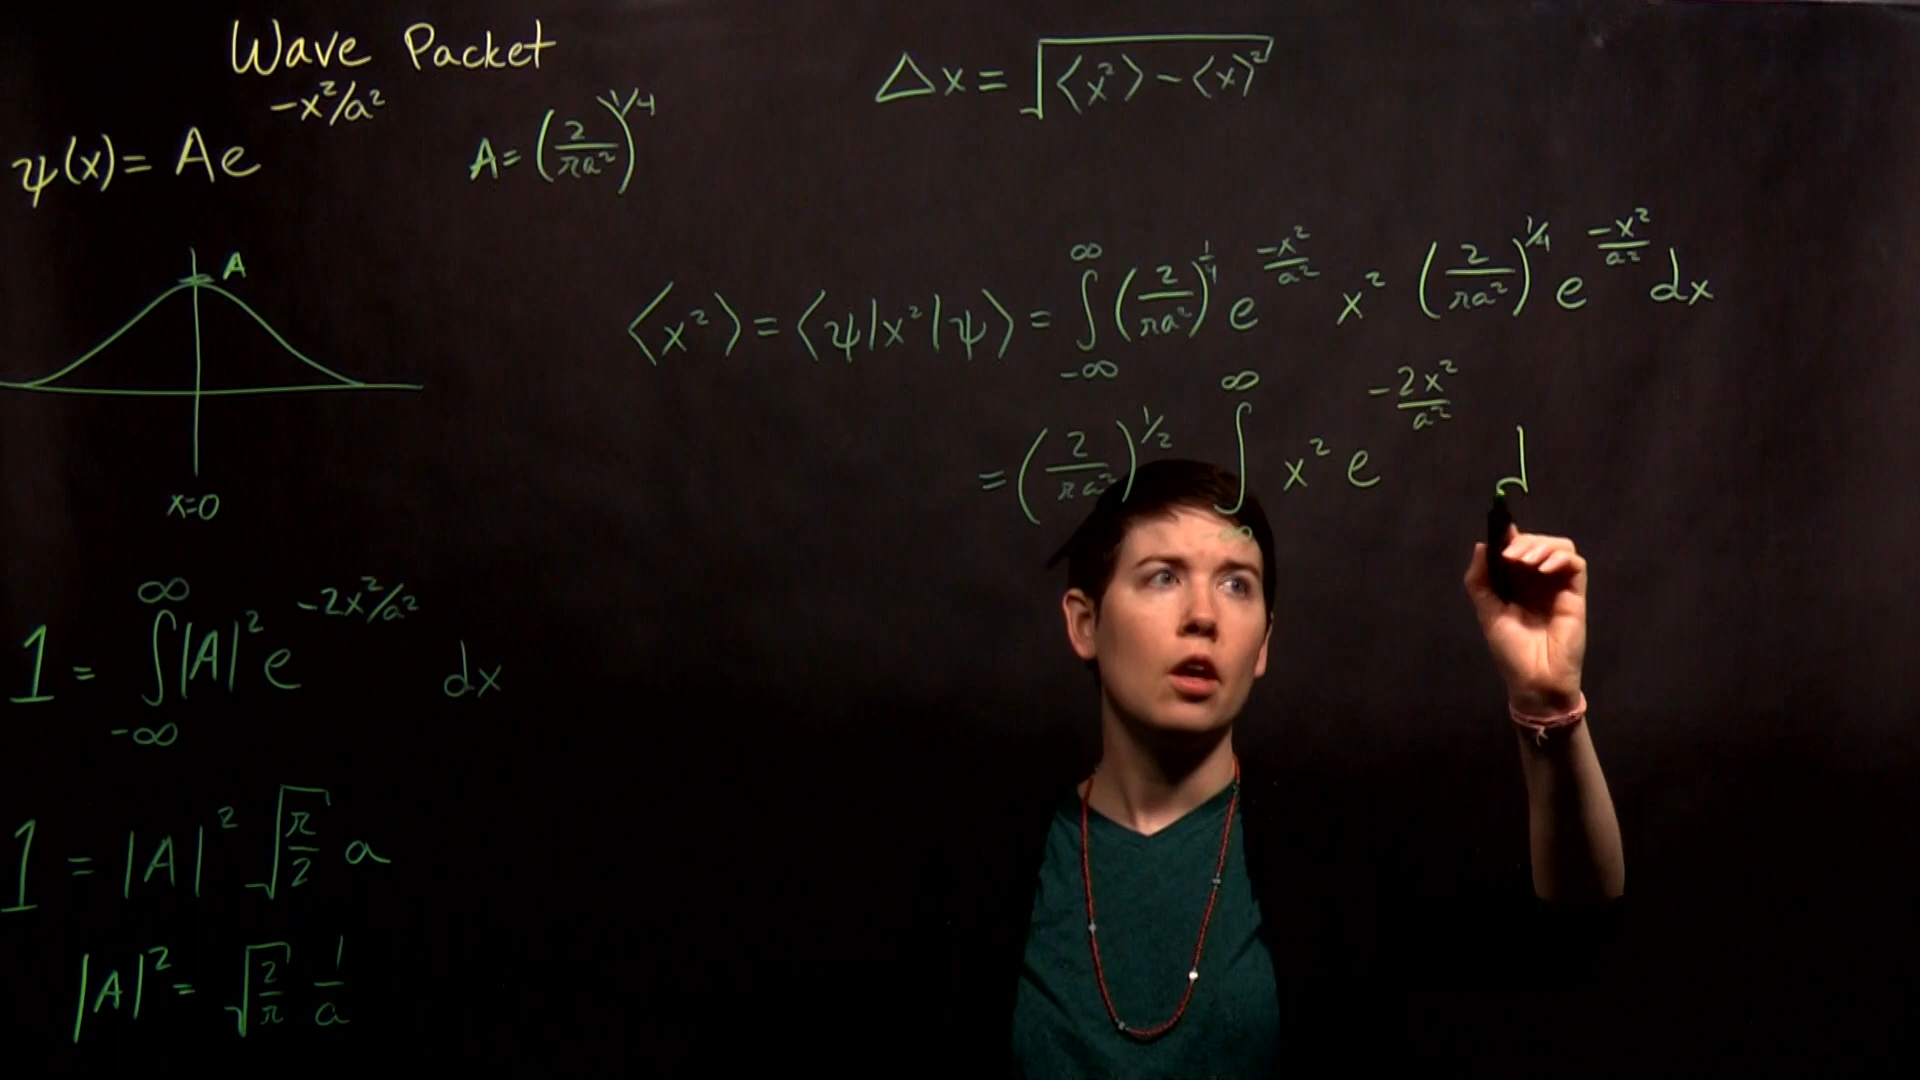 Wave Packet
ψ(x) = Ae^{-x²/a²}
A = (2/πa²)^{1/4}
A
x=0
1 = ∫_{-∞}^{∞} |A|² e^{-2x²/a²} dx
1 = |A|² √(π/2) a
|A|² = √(2/π) 1/a
Δx = √(⟨x²⟩ - ⟨x⟩²)
⟨x²⟩ = ⟨ψ|x²|ψ⟩ = ∫_{-∞}^{∞} (2/πa²)^{1/4} e^{-x²/a²} x² (2/πa²)^{1/4} e^{-x²/a²} dx
= (2/πa²)^{1/2} ∫_{-∞}^{∞} x² e^{-2x²/a²} d